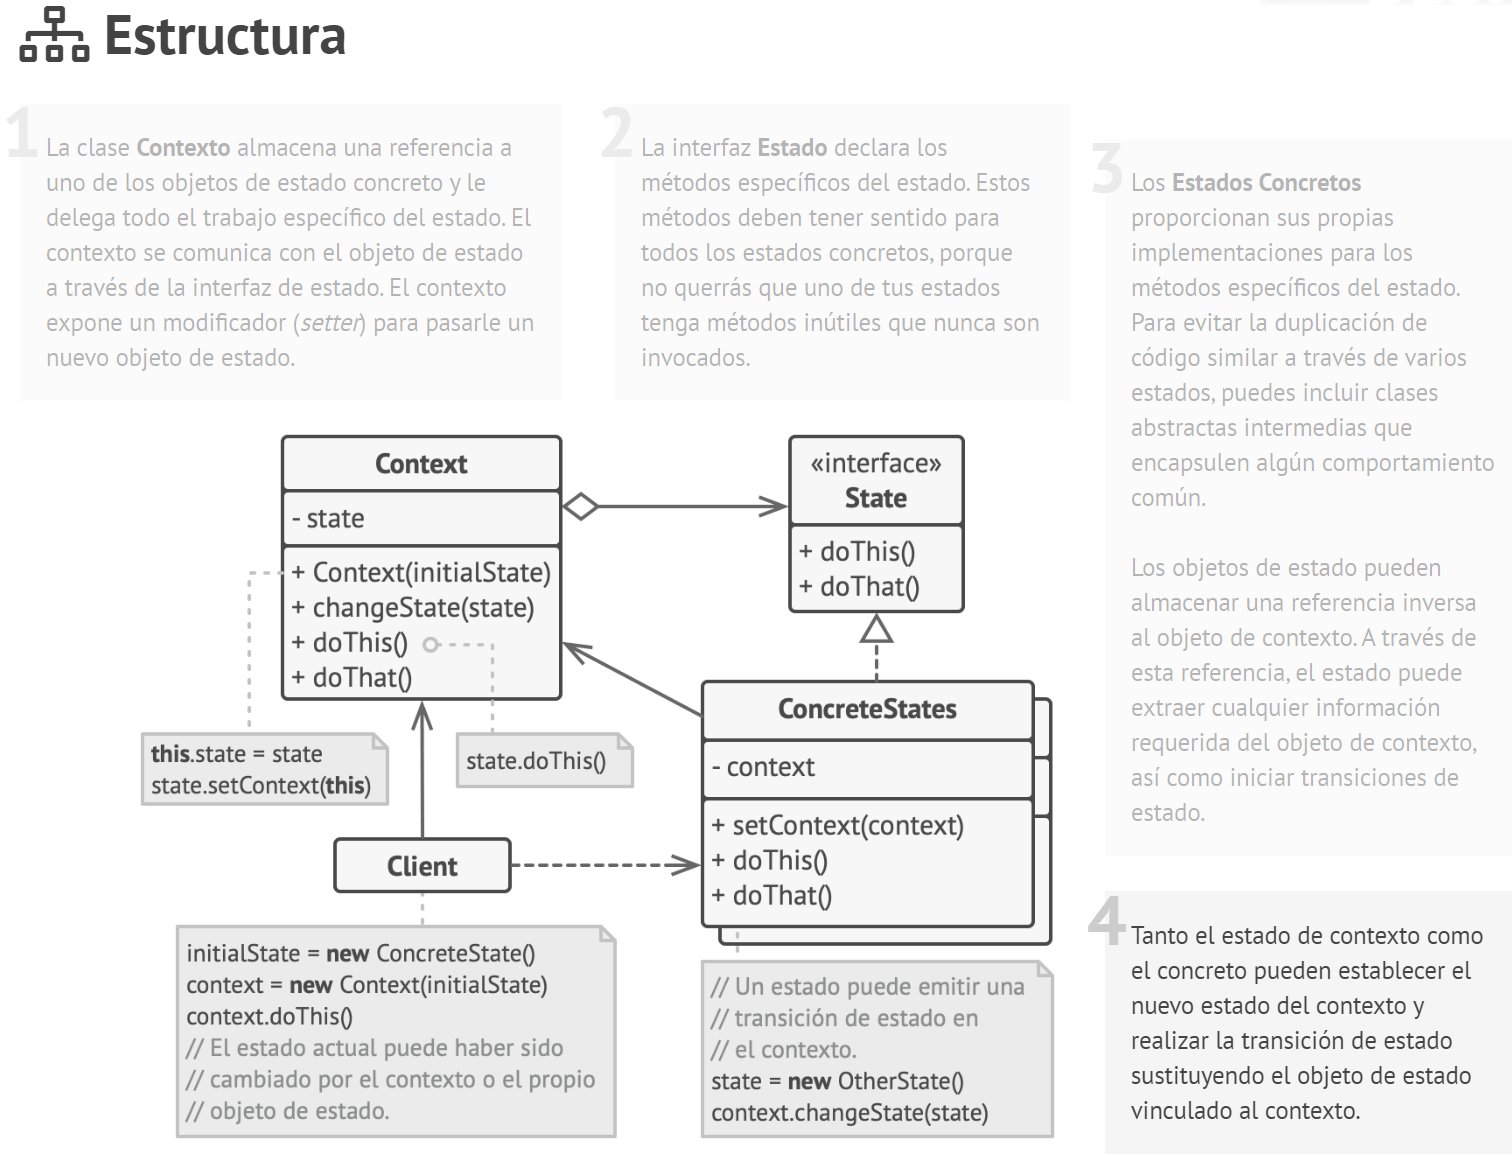 Estructura
1
La clase Contexto almacena una referencia a
uno de los objetos de estado concreto y le
delega todo el trabajo específico del estado. El
contexto se comunica con el objeto de estado
a través de la interfaz de estado. El contexto
expone un modificador (setter) para pasarle un
nuevo objeto de estado.
2
La interfaz Estado declara los
métodos específicos del estado. Estos
métodos deben tener sentido para
todos los estados concretos, porque
no querrás que uno de tus estados
tenga métodos inútiles que nunca son
invocados.
3
Los Estados Concretos
proporcionan sus propias
implementaciones para los
métodos específicos del estado.
Para evitar la duplicación de
código similar a través de varios
estados, puedes incluir clases
abstractas intermedias que
encapsulen algún comportamiento
común.
Los objetos de estado pueden
almacenar una referencia inversa
al objeto de contexto. A través de
esta referencia, el estado puede
extraer cualquier información
requerida del objeto de contexto,
así como iniciar transiciones de
estado.
Context
- state
+ Context(initialState)
+ changeState(state)
+ doThis()
+ doThat()
«interface»
State
+ doThis()
+ doThat()
this.state = state
state.setContext(this)
state.doThis()
ConcreteStates
- context
+ setContext(context)
+ doThis()
+ doThat()
Client
initialState = new ConcreteState()
context = new Context(initialState)
context.doThis()
// El estado actual puede haber sido
// cambiado por el contexto o el propio
// objeto de estado.
// Un estado puede emitir una
// transición de estado en
// el contexto.
state = new OtherState()
context.changeState(state)
4
Tanto el estado de contexto como
el concreto pueden establecer el
nuevo estado del contexto y
realizar la transición de estado
sustituyendo el objeto de estado
vinculado al contexto.